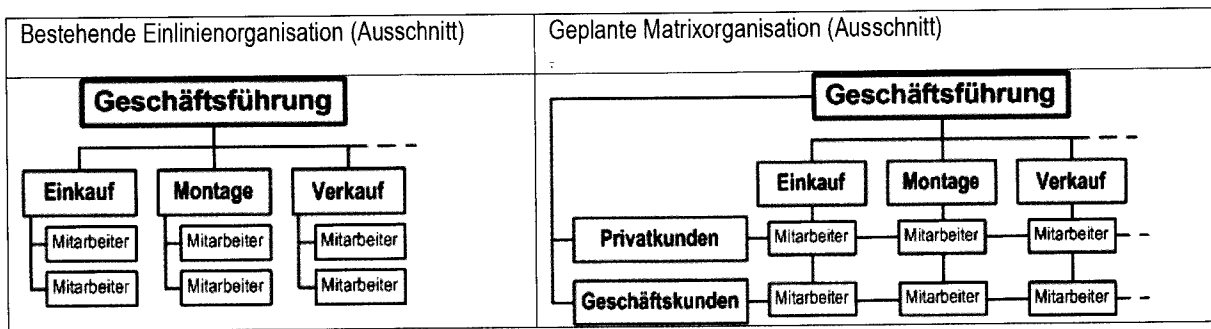 Bestehende Einlinienorganisation (Ausschnitt)
Geschäftsführung
Einkauf Montage Verkauf
Mitarbeiter Mitarbeiter Mitarbeiter
Mitarbeiter Mitarbeiter Mitarbeiter
Geplante Matrixorganisation (Ausschnitt)
Geschäftsführung
Einkauf Montage Verkauf
Privatkunden Mitarbeiter Mitarbeiter Mitarbeiter
Geschäftskunden Mitarbeiter Mitarbeiter Mitarbeiter